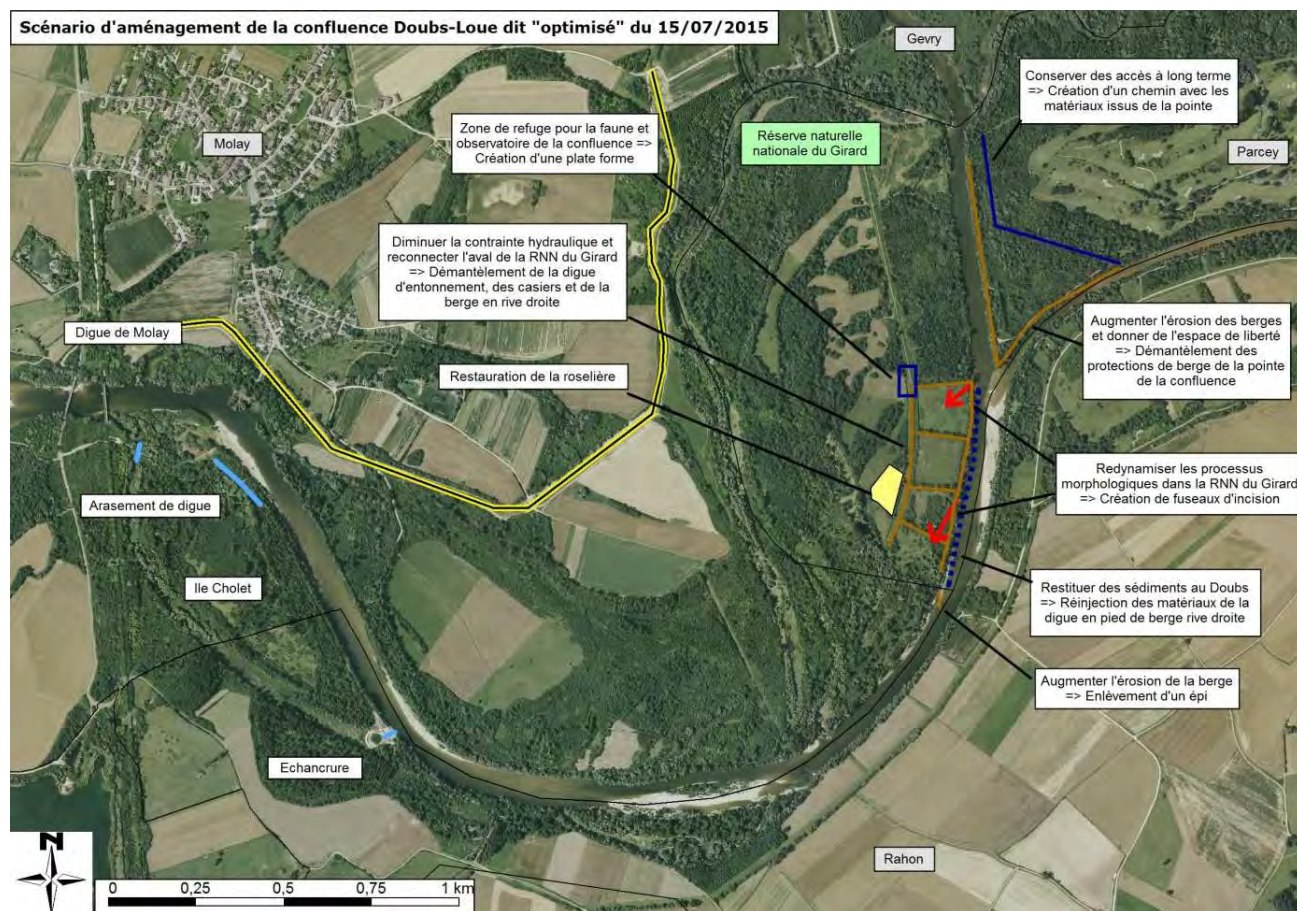 Scénario d'aménagement de la confluence Doubs-Loue dit "optimisé" du 15/07/2015
Gevry
Conserver des accès à long terme
=> Création d'un chemin avec les
matériaux issus de la pointe
Zone de refuge pour la faune et
observatoire de la confluence =>
Création d'une plate forme
Réserve naturelle
nationale du Girard
Molay
Parcey
Diminuer la contrainte hydraulique et
reconnecter l'aval de la RNN du Girard
=> Démantèlement de la digue
d'entonnement, des casiers et de la
berge en rive droite
Digue de Molay
Augmenter l'érosion des berges
et donner de l'espace de liberté
=> Démantèlement des
protections de berge de la pointe
de la confluence
Restauration de la roselière
Redynamiser les processus
morphologiques dans la RNN du Girard
=> Création de fuseaux d'incision
Arasement de digue
Ile Cholet
Restituer des sédiments au Doubs
=> Réinjection des matériaux de la
digue en pied de berge rive droite
Augmenter l'érosion de la berge
=> Enlèvement d'un épi
Echancrure
Rahon
N
0 0,25 0,5 0,75 1 km